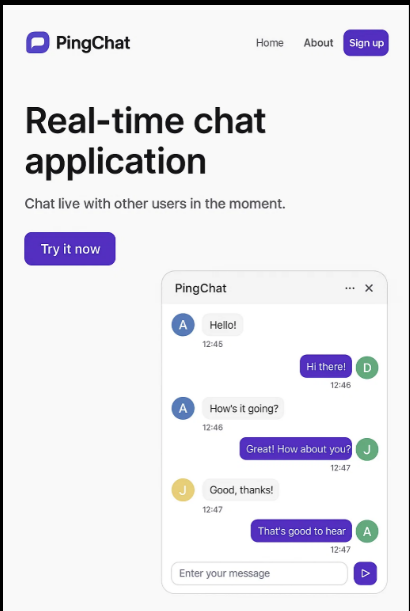 PingChat
Home About Sign up
Real-time chat
application
Chat live with other users in the moment.
Try it now
PingChat ... ✕
A Hello!
12:45
Hi there! D
12:46
A How's it going?
12:46
Great! How about you? J
12:47
J Good, thanks!
12:47
That's good to hear A
12:47
Enter your message